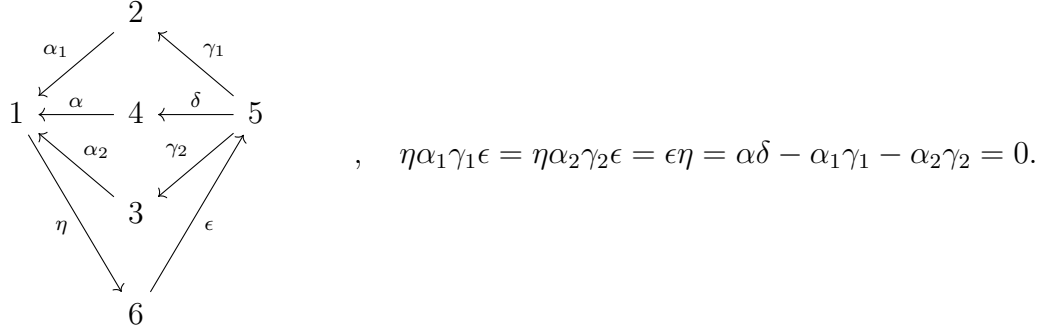 2
α₁ γ₁
1 α 4 δ 5
α₂ γ₂
, ηα₁γ₁ϵ = ηα₂γ₂ϵ = ϵη = αδ − α₁γ₁ − α₂γ₂ = 0.
3
η ϵ
6